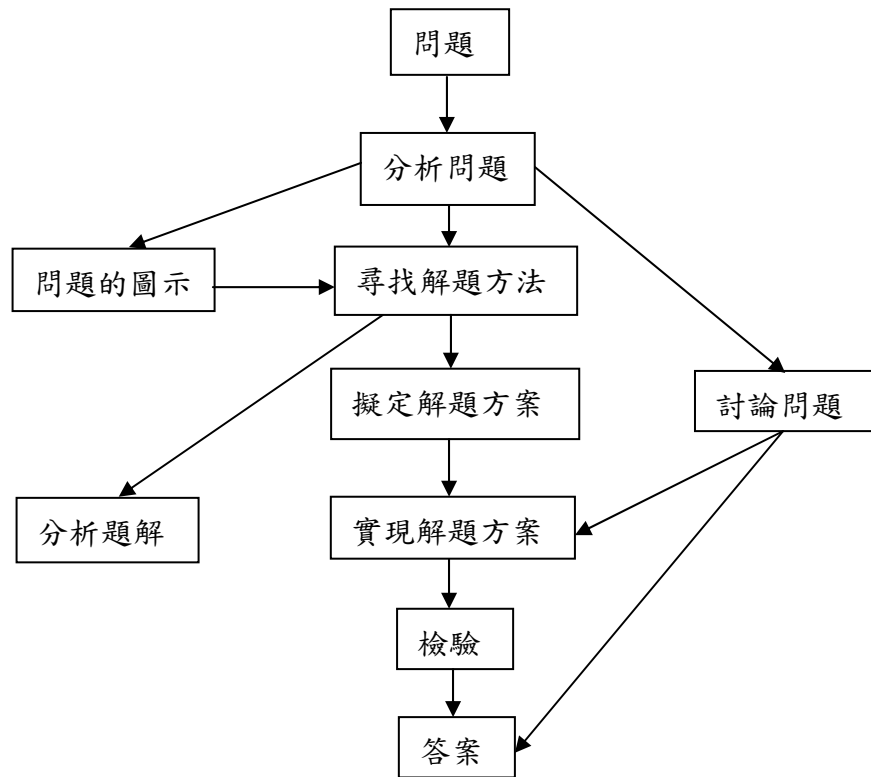 問題
分析問題
問題的圖示
尋找解題方法
擬定解題方案
討論問題
分析題解
實現解題方案
檢驗
答案